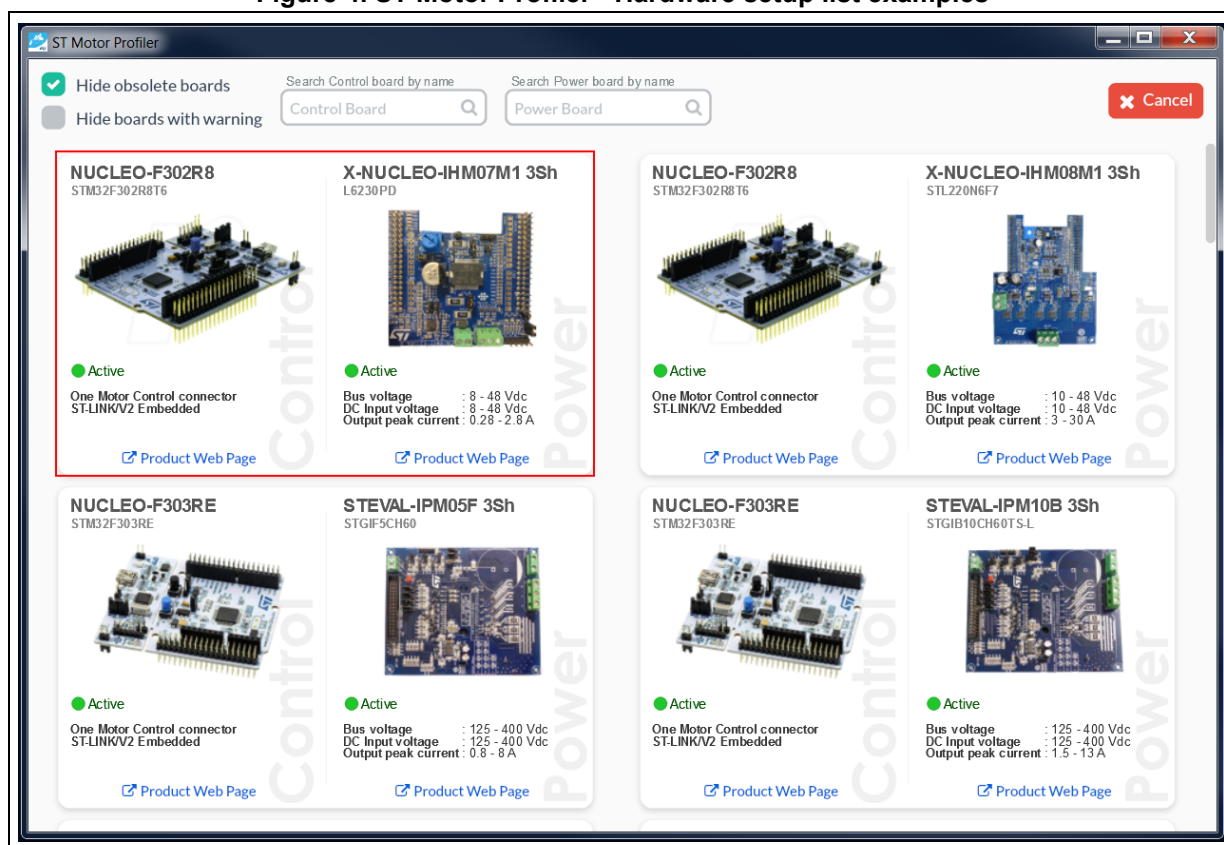 Figure 4. ST Motor Profiler - Hardware setup list examples
ST Motor Profiler
Hide obsolete boards
Hide boards with warning
Search Control board by name
Control Board
Search Power board by name
Power Board
Cancel
NUCLEO-F302R8
STM32F302R8T6
Control
Active
One Motor Control connector
ST-LINK/V2 Embedded
Product Web Page
X-NUCLEO-IHM07M1 3Sh
L6230PD
Power
Active
Bus voltage : 8 - 48 Vdc
DC Input voltage : 8 - 48 Vdc
Output peak current : 0.28 - 2.8 A
Product Web Page
NUCLEO-F302R8
STM32F302R8T6
Control
Active
One Motor Control connector
ST-LINK/V2 Embedded
Product Web Page
X-NUCLEO-IHM08M1 3Sh
STL220N6F7
Power
Active
Bus voltage : 10 - 48 Vdc
DC Input voltage : 10 - 48 Vdc
Output peak current : 3 - 30 A
Product Web Page
NUCLEO-F303RE
STM32F303RE
Control
Active
One Motor Control connector
ST-LINK/V2 Embedded
Product Web Page
STEVAL-IPM05F 3Sh
STGIF5CH60
Power
Active
Bus voltage : 125 - 400 Vdc
DC Input voltage : 125 - 400 Vdc
Output peak current : 0.8 - 8 A
Product Web Page
NUCLEO-F303RE
STM32F303RE
Control
Active
One Motor Control connector
ST-LINK/V2 Embedded
Product Web Page
STEVAL-IPM10B 3Sh
STGIB10CH60TS-L
Power
Active
Bus voltage : 125 - 400 Vdc
DC Input voltage : 125 - 400 Vdc
Output peak current : 1.5 - 13 A
Product Web Page